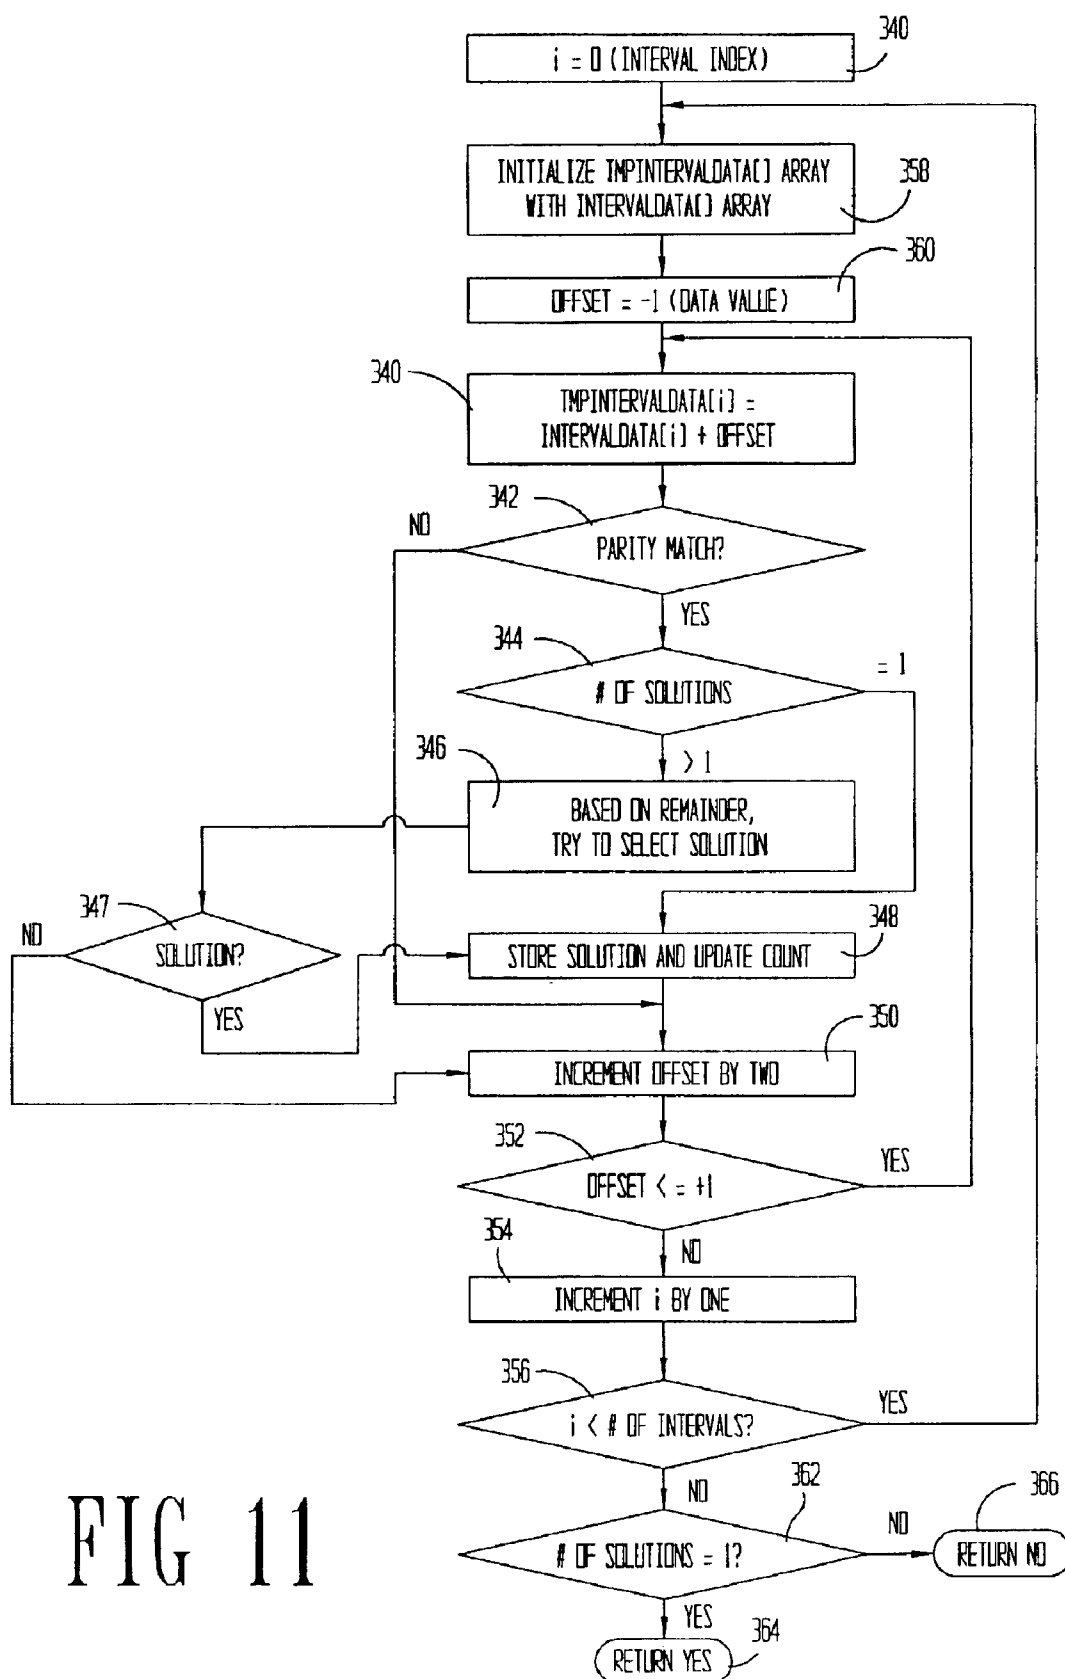 340
i = 0 (INTERVAL INDEX)
INITIALIZE TMPINTERVALDATA[] ARRAY
WITH INTERVALDATA[] ARRAY
358
360
OFFSET = -1 (DATA VALUE)
340
TMPINTERVALDATA[i] =
INTERVALDATA[i] + OFFSET
342
NO
PARITY MATCH?
YES
344
= 1
# OF SOLUTIONS
346
> 1
BASED ON REMAINDER,
TRY TO SELECT SOLUTION
347
NO
SOLUTION?
YES
348
STORE SOLUTION AND UPDATE COUNT
350
INCREMENT OFFSET BY TWO
352
YES
OFFSET < = +1
NO
354
INCREMENT i BY ONE
356
YES
i < # OF INTERVALS?
NO
362
366
NO
# OF SOLUTIONS = 1?
RETURN NO
YES
364
RETURN YES
FIG 11